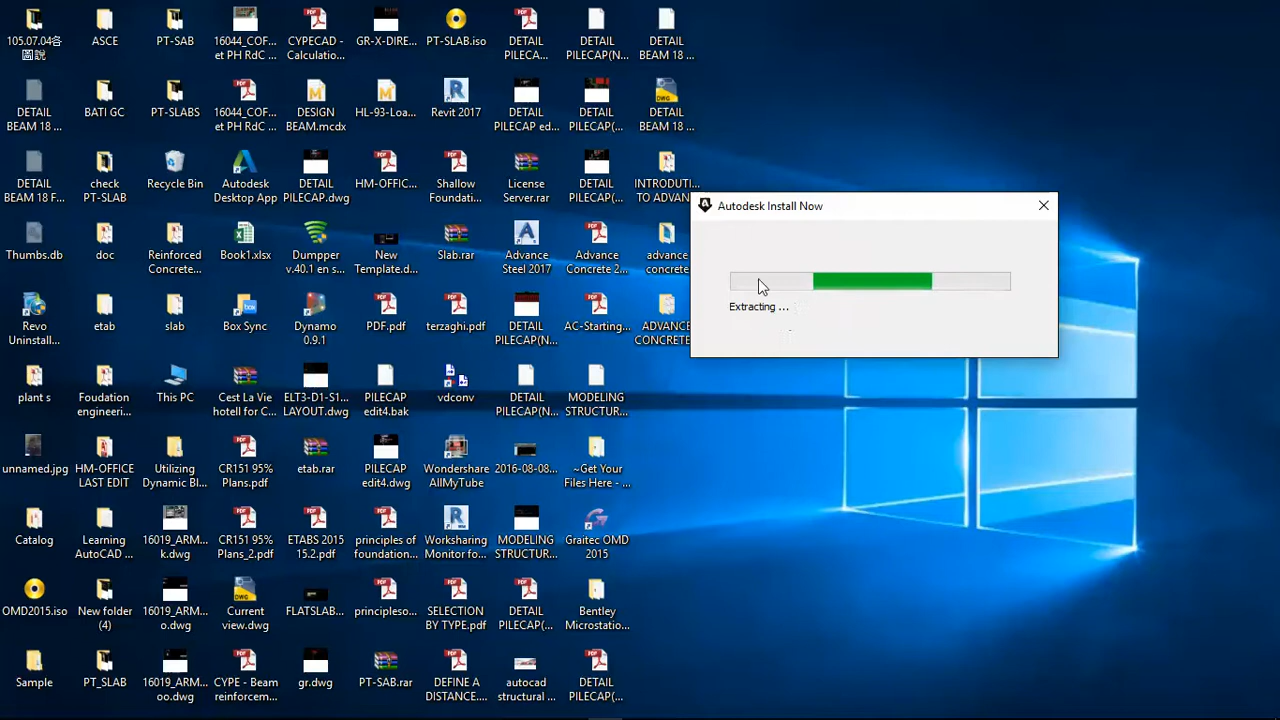 105.07.04各
圖說
ASCE
PT-SAB
16044_COF...
et PH RdC ...
CYPECAD -
Calculatio...
GR-X-DIRE...
PT-SLAB.iso
DETAIL
PILECA...
DETAIL
PILECAP(N...
DETAIL
BEAM 18 ...
DETAIL
BEAM 18 ...
BATI GC
PT-SLABS
16044_COF...
et PH RdC ...
DESIGN
BEAM.mcdx
HL-93-Loa...
Revit 2017
DETAIL
PILECAP ed...
DETAIL
PILECAP(...
DETAIL
BEAM 18 ...
DETAIL
BEAM 18 F...
check
PT-SLAB
Recycle Bin
Autodesk
Desktop App
DETAIL
PILECAP.dwg
HM-OFFIC...
Shallow
Foundati...
License
Server.rar
DETAIL
PILECAP(...
INTRODUTI...
TO ADVAN...
Autodesk Install Now
Extracting ...
Thumbs.db
doc
Reinforced
Concrete...
Book1.xlsx
Dumpper
v.40.1 en s...
New
Template.d...
Slab.rar
Advance
Steel 2017
Advance
Concrete 2...
advance
concrete
Revo
Uninstall...
etab
slab
Box Sync
Dynamo
0.9.1
PDF.pdf
terzaghi.pdf
DETAIL
PILECAP(N...
AC-Starting...
ADVANCE
CONCRETE
plant s
Foudation
engineeri...
This PC
Cest La Vie
hotell for C...
ELT3-D1-S1...
LAYOUT.dwg
PILECAP
edit4.bak
vdconv
DETAIL
PILECAP(N...
MODELING
STRUCTUR...
unnamed.jpg
HM-OFFICE
LAST EDIT
Utilizing
Dynamic Bl...
CR151 95%
Plans.pdf
etab.rar
PILECAP
edit4.dwg
Wondershare
AllMyTube
2016-08-08...
~Get Your
Files Here - ...
Catalog
Learning
AutoCAD ...
16019_ARM...
k.dwg
CR151 95%
Plans_2.pdf
ETABS 2015
15.2.pdf
principles of
foundation...
Worksharing
Monitor fo...
MODELING
STRUCTUR...
Graitec OMD
2015
OMD2015.iso
New folder
(4)
16019_ARM...
o.dwg
Current
view.dwg
FLATSLAB...
principleso...
SELECTION
BY TYPE.pdf
DETAIL
PILECAP(...
Bentley
Microstatio...
Sample
PT_SLAB
16019_ARM...
oo.dwg
CYPE - Beam
reinforcem...
gr.dwg
PT-SAB.rar
DEFINE A
DISTANCE....
autocad
structural ...
DETAIL
PILECAP(...